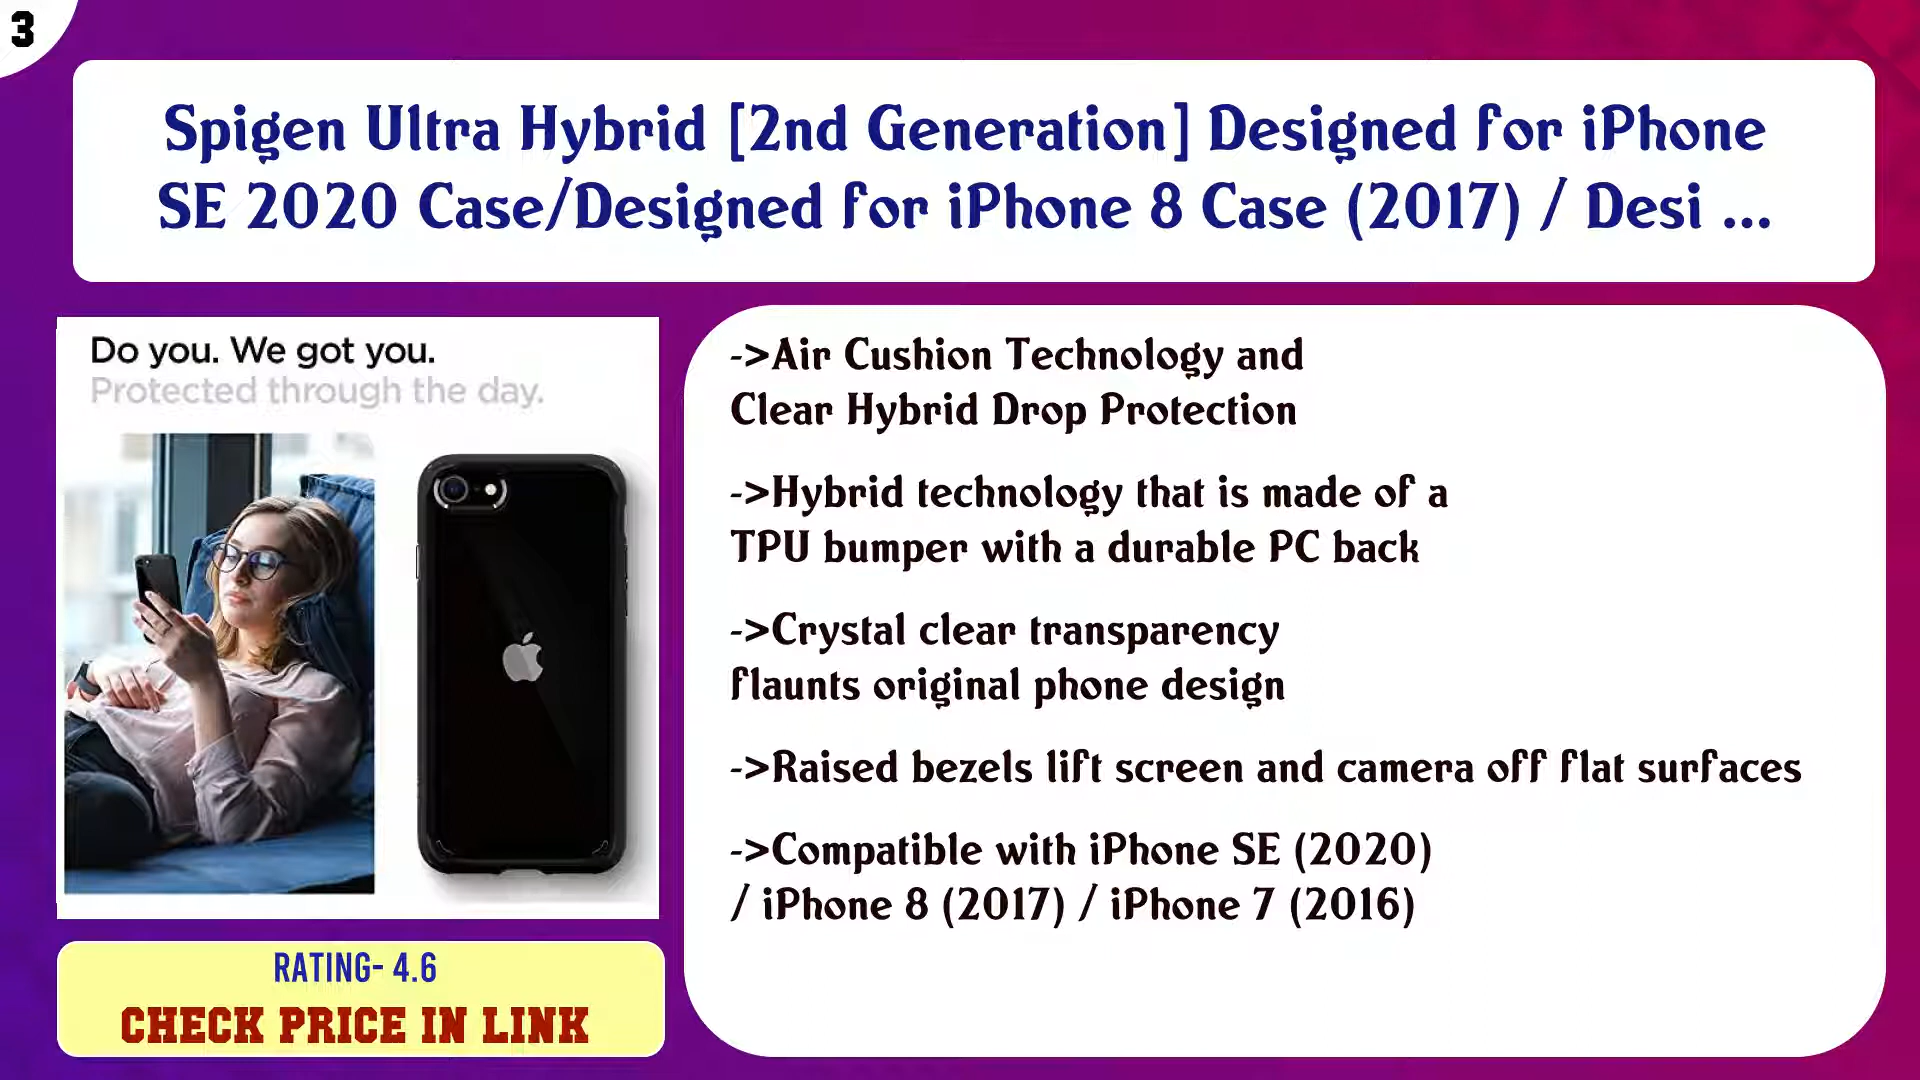 3
Spigen Ultra Hybrid [2nd Generation] Designed for iPhone
SE 2020 Case/Designed for iPhone 8 Case (2017) / Desi ...
Do you. We got you.
Protected through the day.
->Air Cushion Technology and
Clear Hybrid Drop Protection
->Hybrid technology that is made of a
TPU bumper with a durable PC back
->Crystal clear transparency
flaunts original phone design
->Raised bezels lift screen and camera off flat surfaces
->Compatible with iPhone SE (2020)
/ iPhone 8 (2017) / iPhone 7 (2016)
RATING- 4.6
CHECK PRICE IN LINK